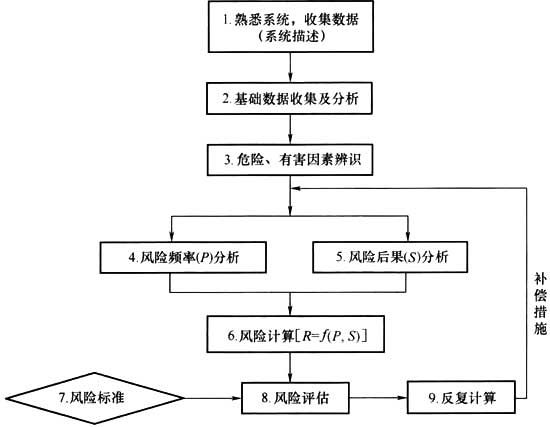 1.熟悉系统，收集数据
（系统描述）
2.基础数据收集及分析
3.危险、有害因素辨识
4.风险频率(P)分析
5.风险后果(S)分析
补偿措施
6.风险计算[R=f(P, S)]
7.风险标准
8.风险评估
9.反复计算